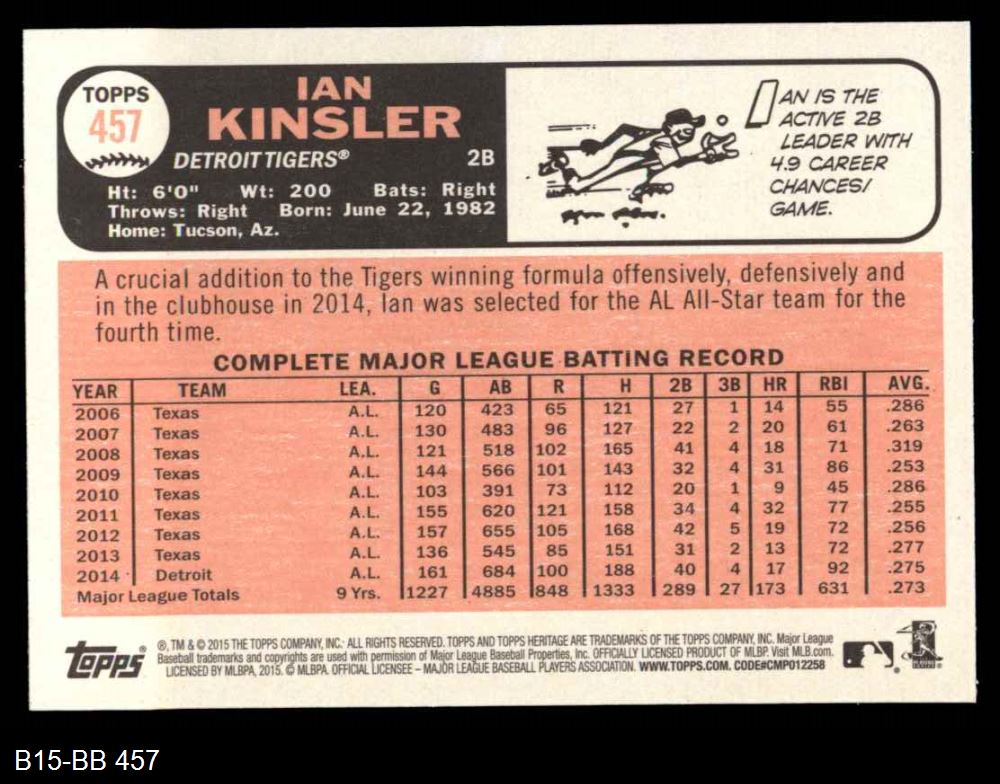 TOPPS
457
IAN
KINSLER
DETROIT TIGERS® 2B
Ht: 6'0" Wt: 200 Bats: Right
Throws: Right Born: June 22, 1982
Home: Tucson, Az.
IAN IS THE
ACTIVE 2B
LEADER WITH
4.9 CAREER
CHANCES/
GAME.
A crucial addition to the Tigers winning formula offensively, defensively and
in the clubhouse in 2014, Ian was selected for the AL All-Star team for the
fourth time.
COMPLETE MAJOR LEAGUE BATTING RECORD
YEAR TEAM LEA. G AB R H 2B 3B HR RBI AVG.
2006 Texas A.L. 120 423 65 121 27 1 14 55 .286
2007 Texas A.L. 130 483 96 127 22 2 20 61 .263
2008 Texas A.L. 121 518 102 165 41 4 18 71 .319
2009 Texas A.L. 144 566 101 143 32 4 31 86 .253
2010 Texas A.L. 103 391 73 112 20 1 9 45 .286
2011 Texas A.L. 155 620 121 158 34 4 32 77 .255
2012 Texas A.L. 157 655 105 168 42 5 19 72 .256
2013 Texas A.L. 136 545 85 151 31 2 13 72 .277
2014 Detroit A.L. 161 684 100 188 40 4 17 92 .275
Major League Totals 9 Yrs. 1227 4885 848 1333 289 27 173 631 .273
topps®
®, TM & © 2015 THE TOPPS COMPANY, INC. ALL RIGHTS RESERVED. TOPPS AND TOPPS HERITAGE ARE TRADEMARKS OF THE TOPPS COMPANY, INC. Major League
Baseball trademarks and copyrights are used with permission of Major League Baseball Properties, Inc. OFFICIALLY LICENSED PRODUCT OF MLBP. Visit MLB.com.
LICENSED BY MLBPA, 2015. © MLBPA. OFFICIAL LICENSEE – MAJOR LEAGUE BASEBALL PLAYERS ASSOCIATION. WWW.TOPPS.COM. CODE#CMP012258
B15-BB 457